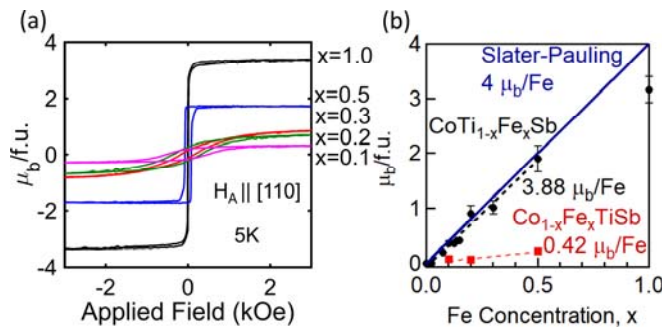 (a)
4
2
0
-2
-4
μb/f.u.
x=1.0
x=0.5
x=0.3
x=0.2
x=0.1
H_A || [110]
5K
-2
0
2
Applied Field (kOe)
(b)
4
3
2
1
0
μb/f.u.
Slater-Pauling
4 μb/Fe
CoTi1-xFexSb
3.88 μb/Fe
Co1-xFexTiSb
0.42 μb/Fe
0.0
0.5
1.0
Fe Concentration, x